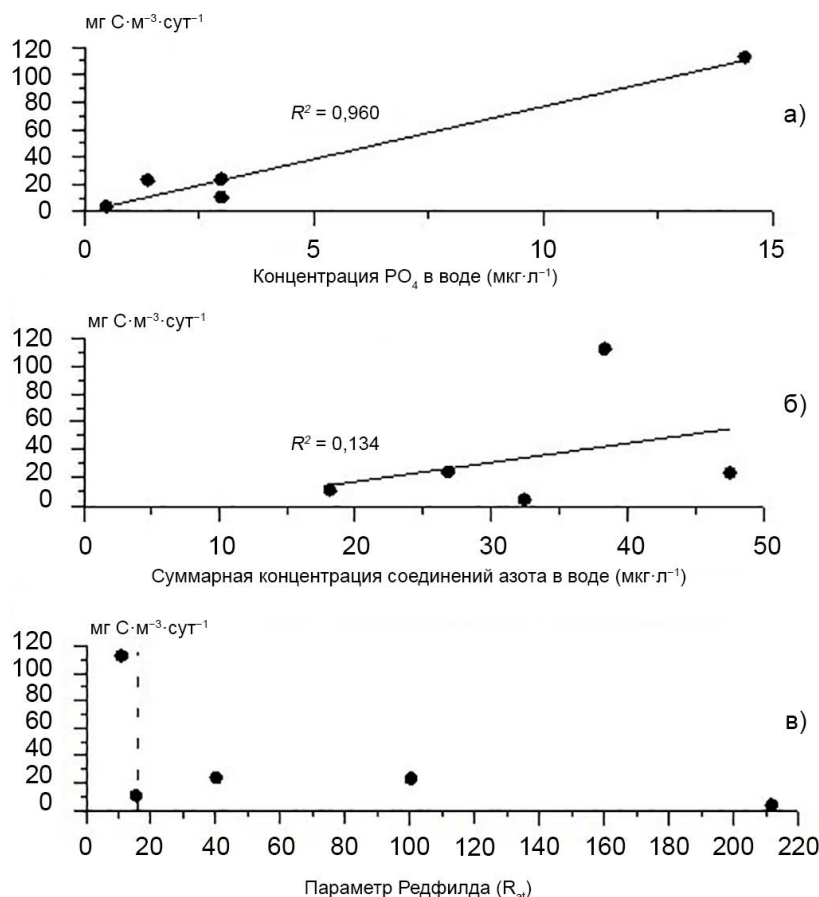 мг С·м⁻³·сут⁻¹
120
100
80
60
40
20
0
R² = 0,960
а)
0 5 10 15
Концентрация PO₄ в воде (мкг·л⁻¹)
мг С·м⁻³·сут⁻¹
120
100
80
60
40
20
0
R² = 0,134
б)
0 10 20 30 40 50
Суммарная концентрация соединений азота в воде (мкг·л⁻¹)
мг С·м⁻³·сут⁻¹
120
100
80
60
40
20
0
в)
0 20 40 60 80 100 120 140 160 180 200 220
Параметр Редфилда (Rₐₜ)